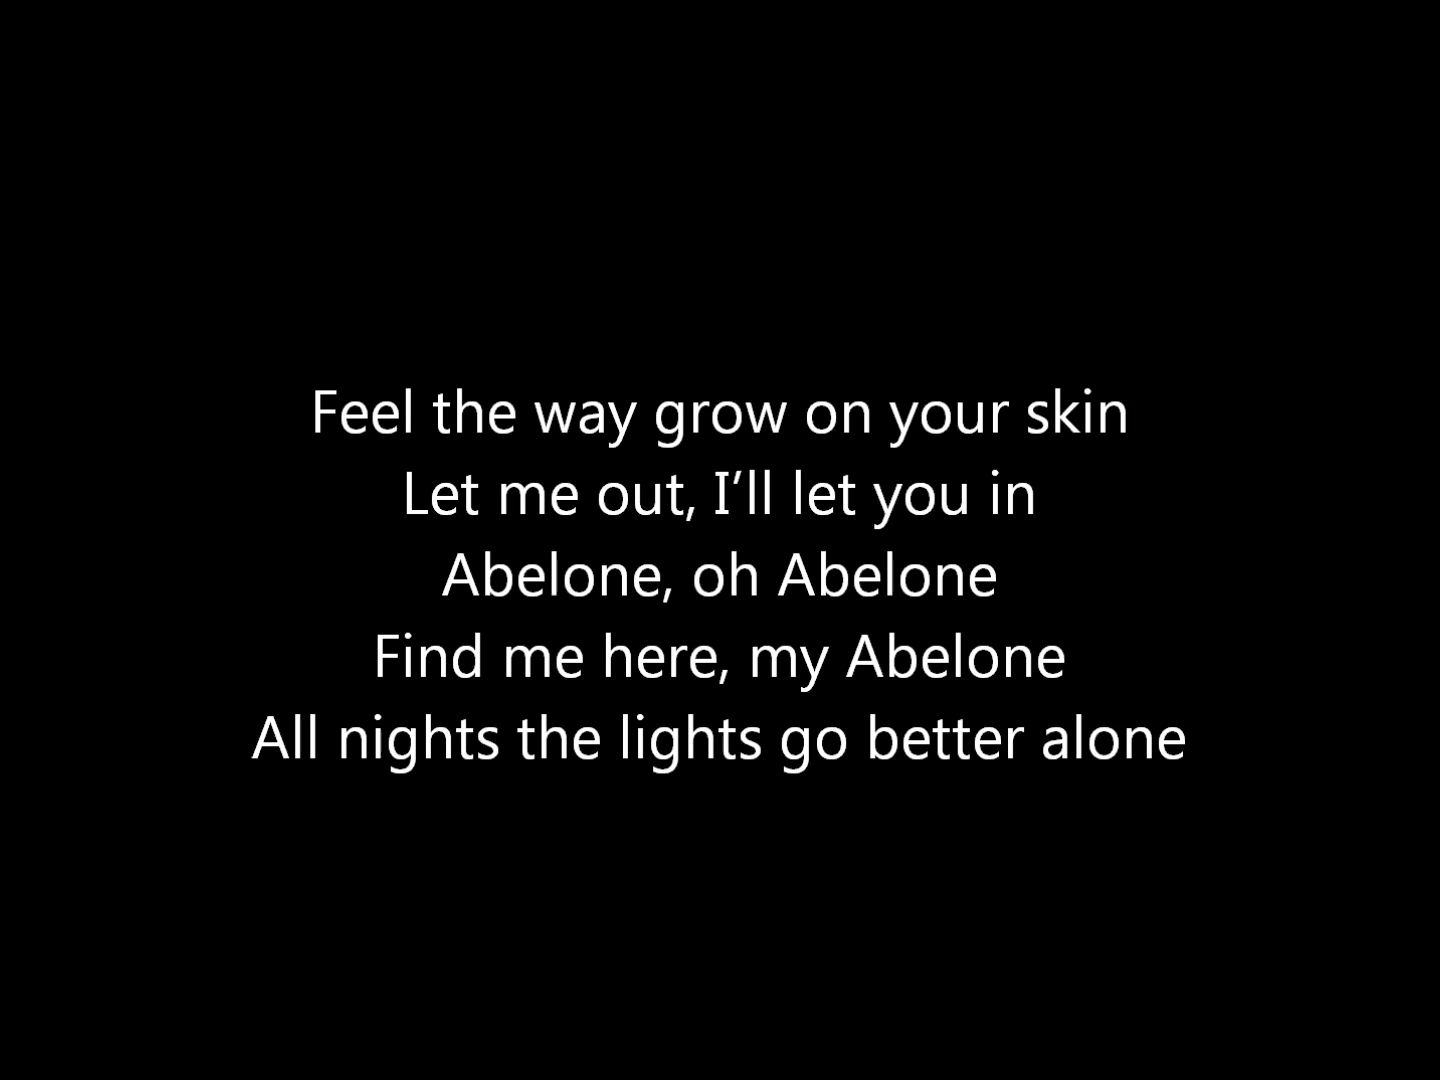 Feel the way grow on your skin
Let me out, I’ll let you in
Abelone, oh Abelone
Find me here, my Abelone
All nights the lights go better alone